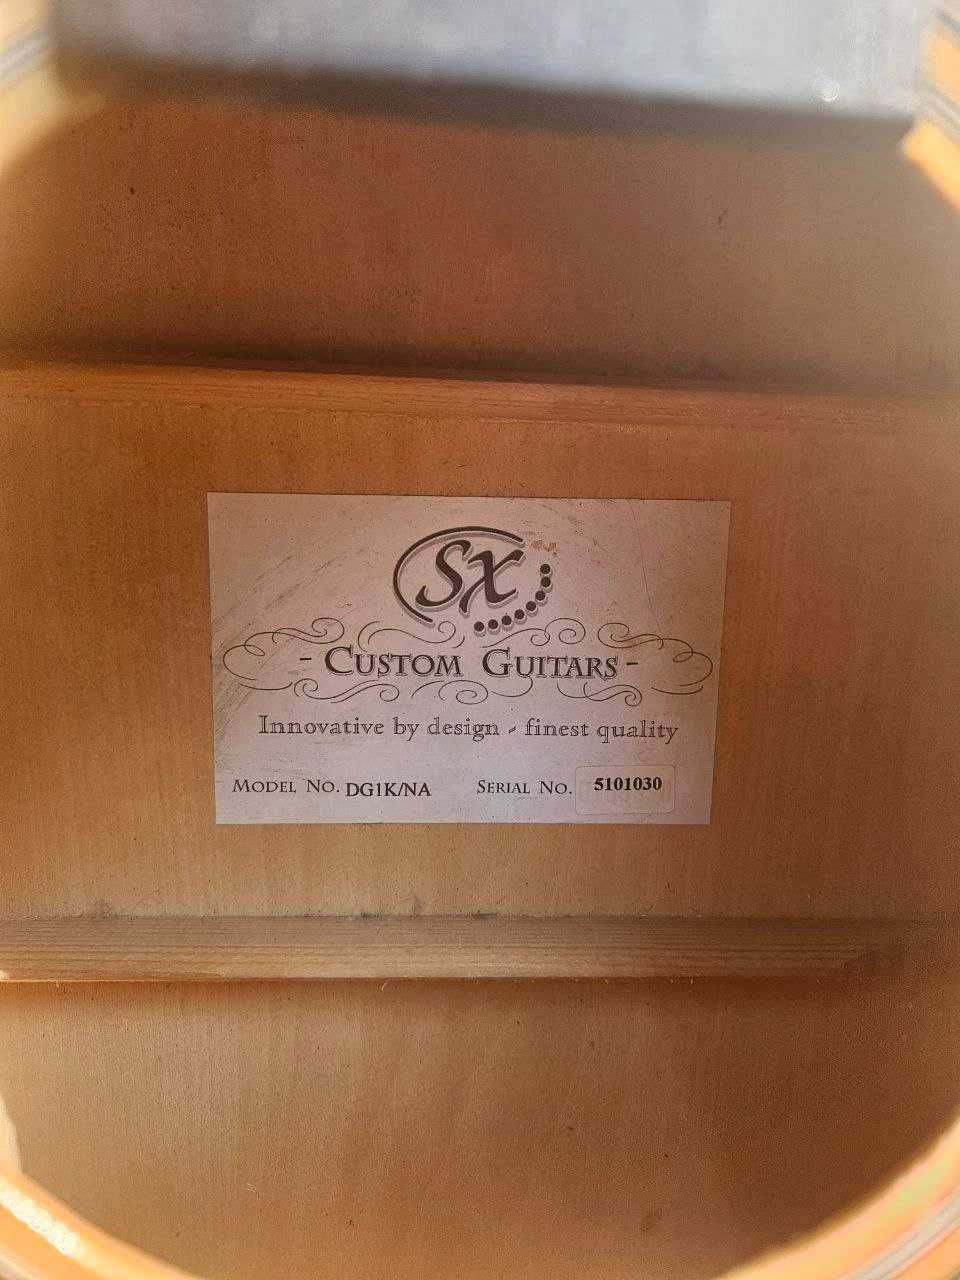 SX
- Custom Guitars -
Innovative by design - finest quality
Model No. DG1K/NA Serial No. 5101030